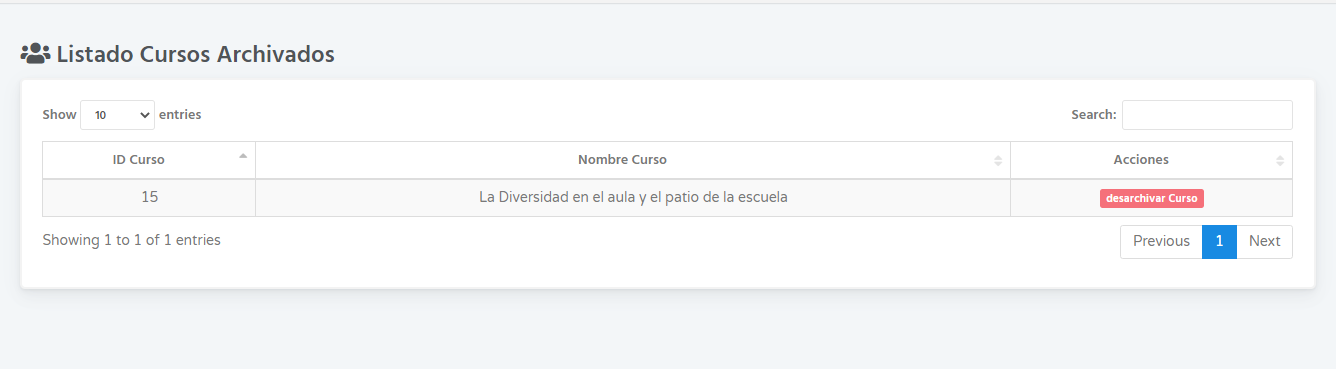 Listado Cursos Archivados
Show 10 entries
Search:
ID Curso Nombre Curso Acciones
15 La Diversidad en el aula y el patio de la escuela desarchivar Curso
Showing 1 to 1 of 1 entries
Previous 1 Next